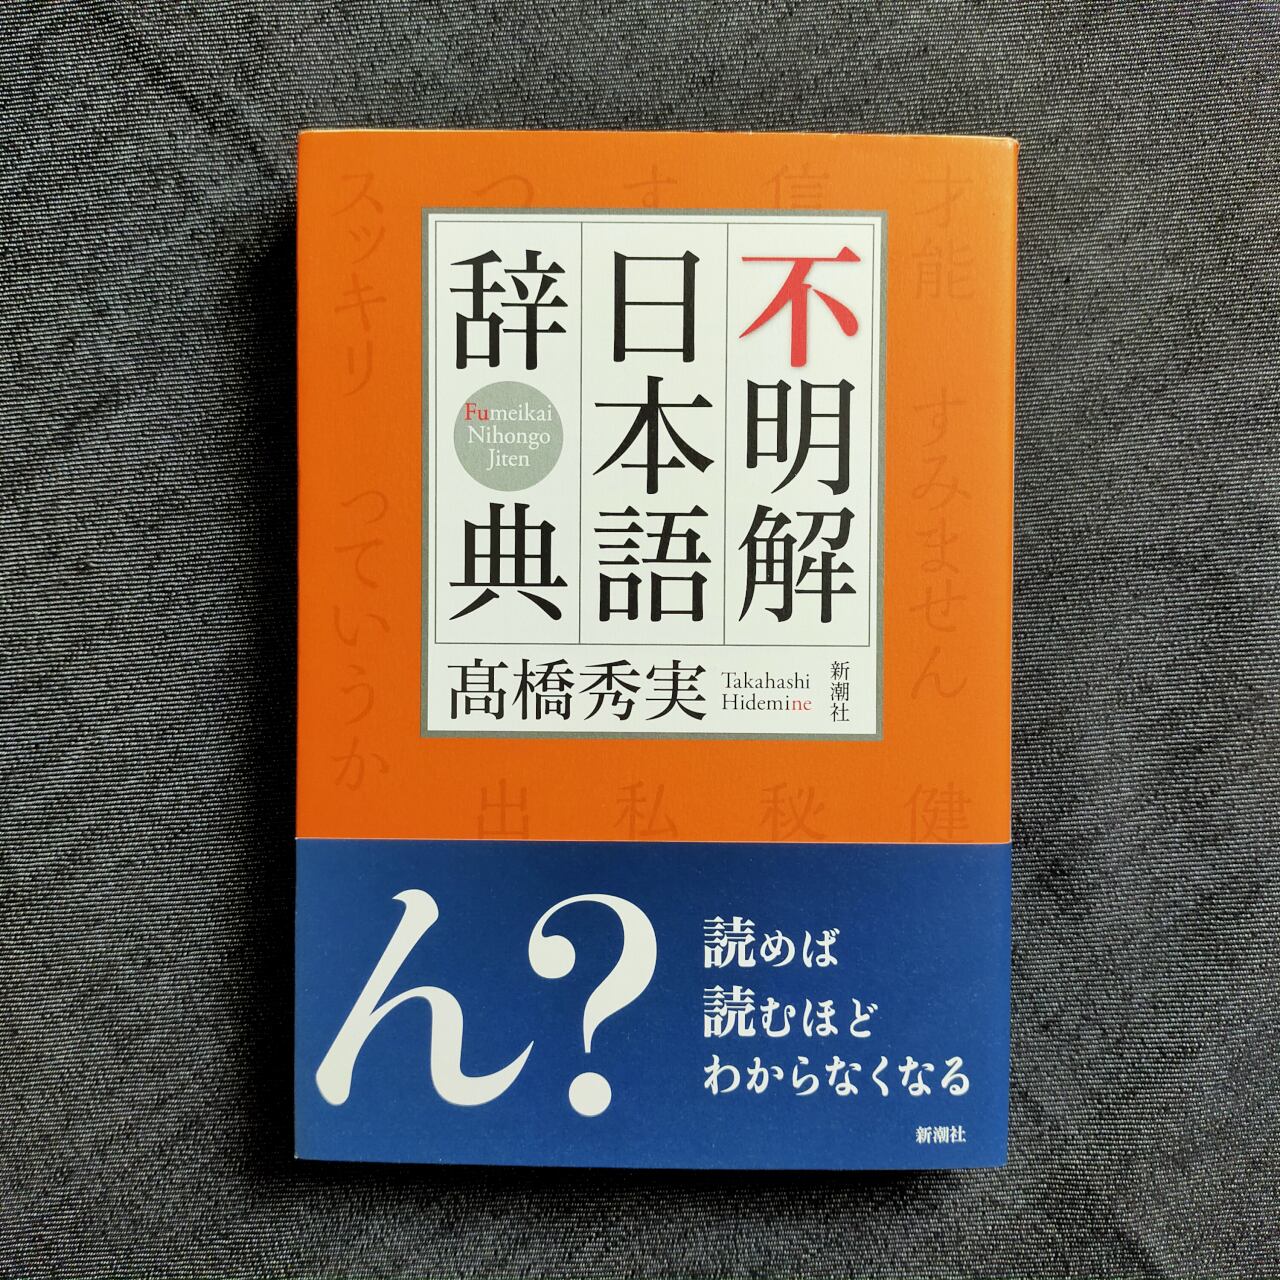 不明解
日本語
辞典
Fumeikai
Nihongo
Jiten
髙橋秀実
Takahashi
Hidemine
新潮社
才能 すみません 健
信
秘
す
私
つ
出
スッキリ っていうか
ん?
読めば
読むほど
わからなくなる
新潮社